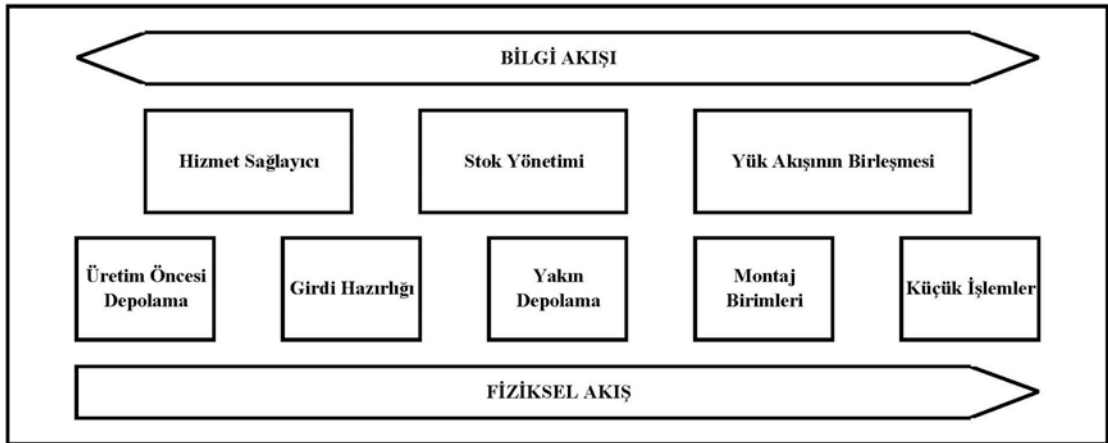 BİLGİ AKIŞI
Hizmet Sağlayıcı
Stok Yönetimi
Yük Akışının Birleşmesi
Üretim Öncesi
Depolama
Girdi Hazırlığı
Yakın
Depolama
Montaj
Birimleri
Küçük İşlemler
FİZİKSEL AKIŞ